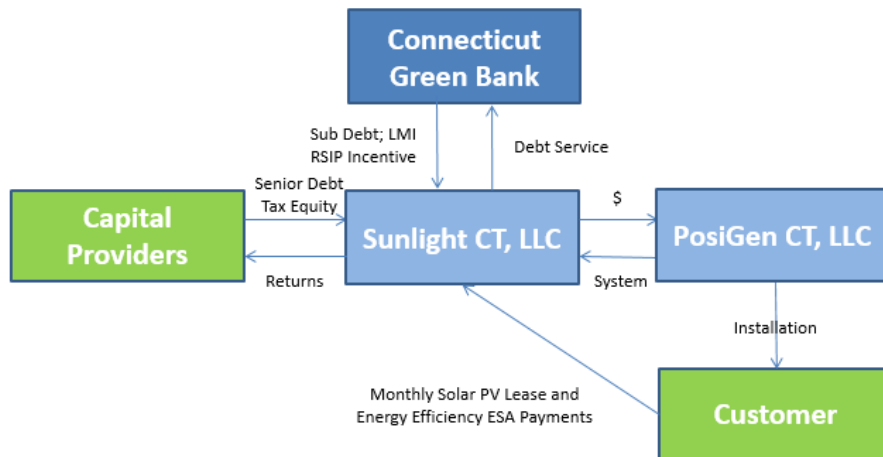 Connecticut
Green Bank
Sub Debt; LMI
RSIP Incentive
Debt Service
Senior Debt
Tax Equity
Capital
Providers
Sunlight CT, LLC
$
PosiGen CT, LLC
Returns
System
Installation
Monthly Solar PV Lease and
Energy Efficiency ESA Payments
Customer